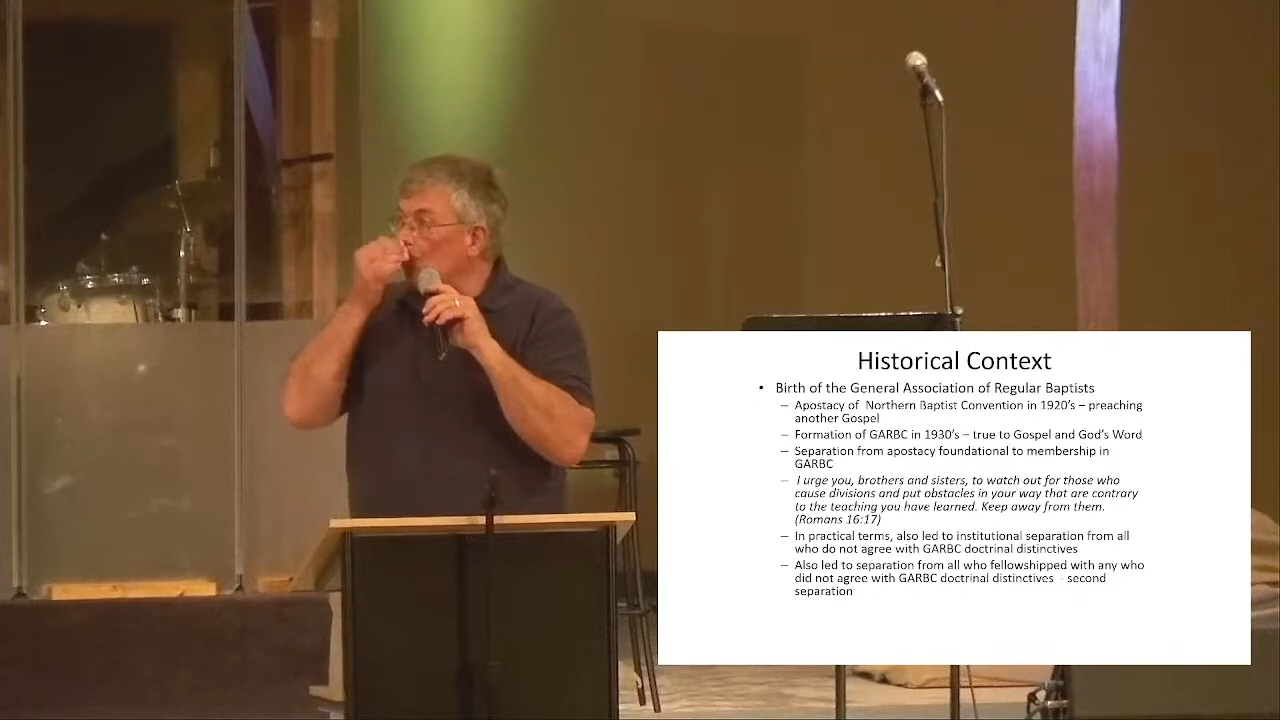 Historical Context
• Birth of the General Association of Regular Baptists
– Apostacy of Northern Baptist Convention in 1920's – preaching
another Gospel
– Formation of GARBC in 1930's – true to Gospel and God's Word
– Separation from apostacy foundational to membership in
GARBC
– I urge you, brothers and sisters, to watch out for those who
cause divisions and put obstacles in your way that are contrary
to the teaching you have learned. Keep away from them.
(Romans 16:17)
– In practical terms, also led to institutional separation from all
who do not agree with GARBC doctrinal distinctives
– Also led to separation from all who fellowshipped with any who
did not agree with GARBC doctrinal distinctives - second
separation